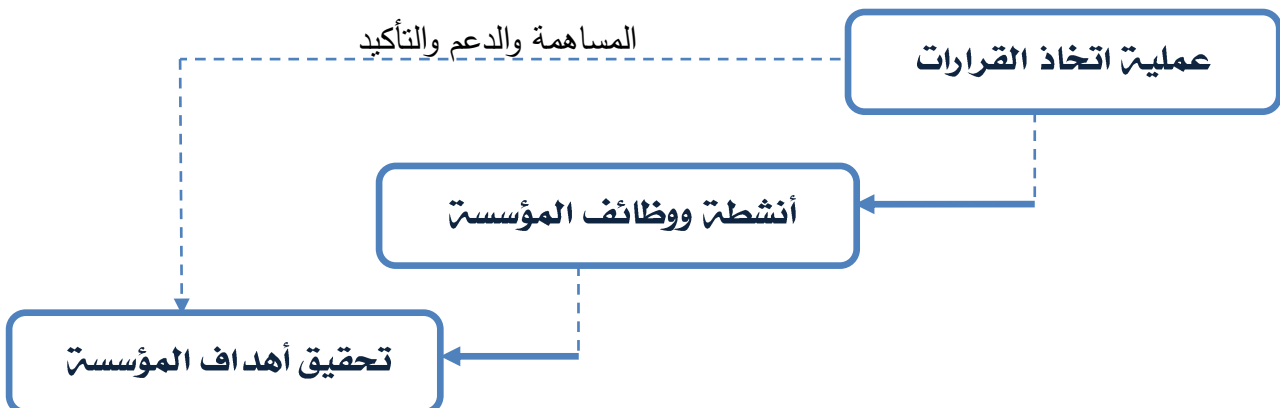 المساهمة والدعم والتأكيد
عملية اتخاذ القرارات
أنشطة ووظائف المؤسسة
تحقيق أهداف المؤسسة